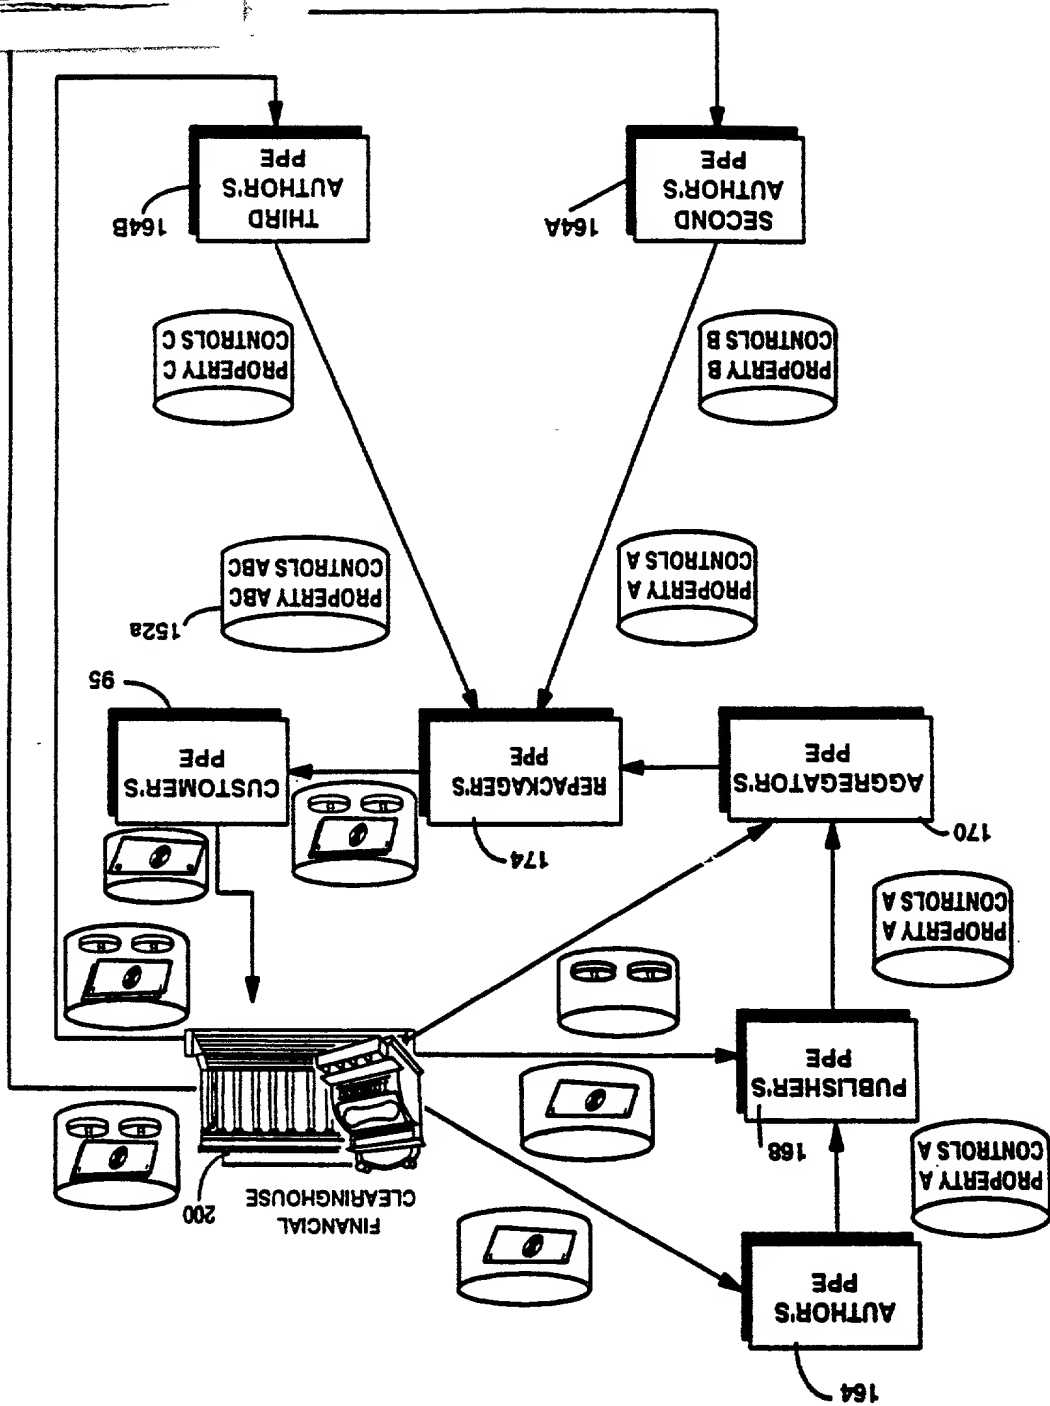 164
AUTHOR'S
PPE
FINANCIAL
CLEARINGHOUSE
200
PROPERTY A
CONTROLS A
168
PUBLISHER'S
PPE
PROPERTY A
CONTROLS A
170
AGGREGATOR'S
PPE
174
REPACKAGER'S
PPE
CUSTOMER'S
PPE
95
PROPERTY A
CONTROLS A
PROPERTY ABC
CONTROLS ABC
152a
PROPERTY B
CONTROLS B
PROPERTY C
CONTROLS C
164A
SECOND
AUTHOR'S
PPE
THIRD
AUTHOR'S
PPE
164B